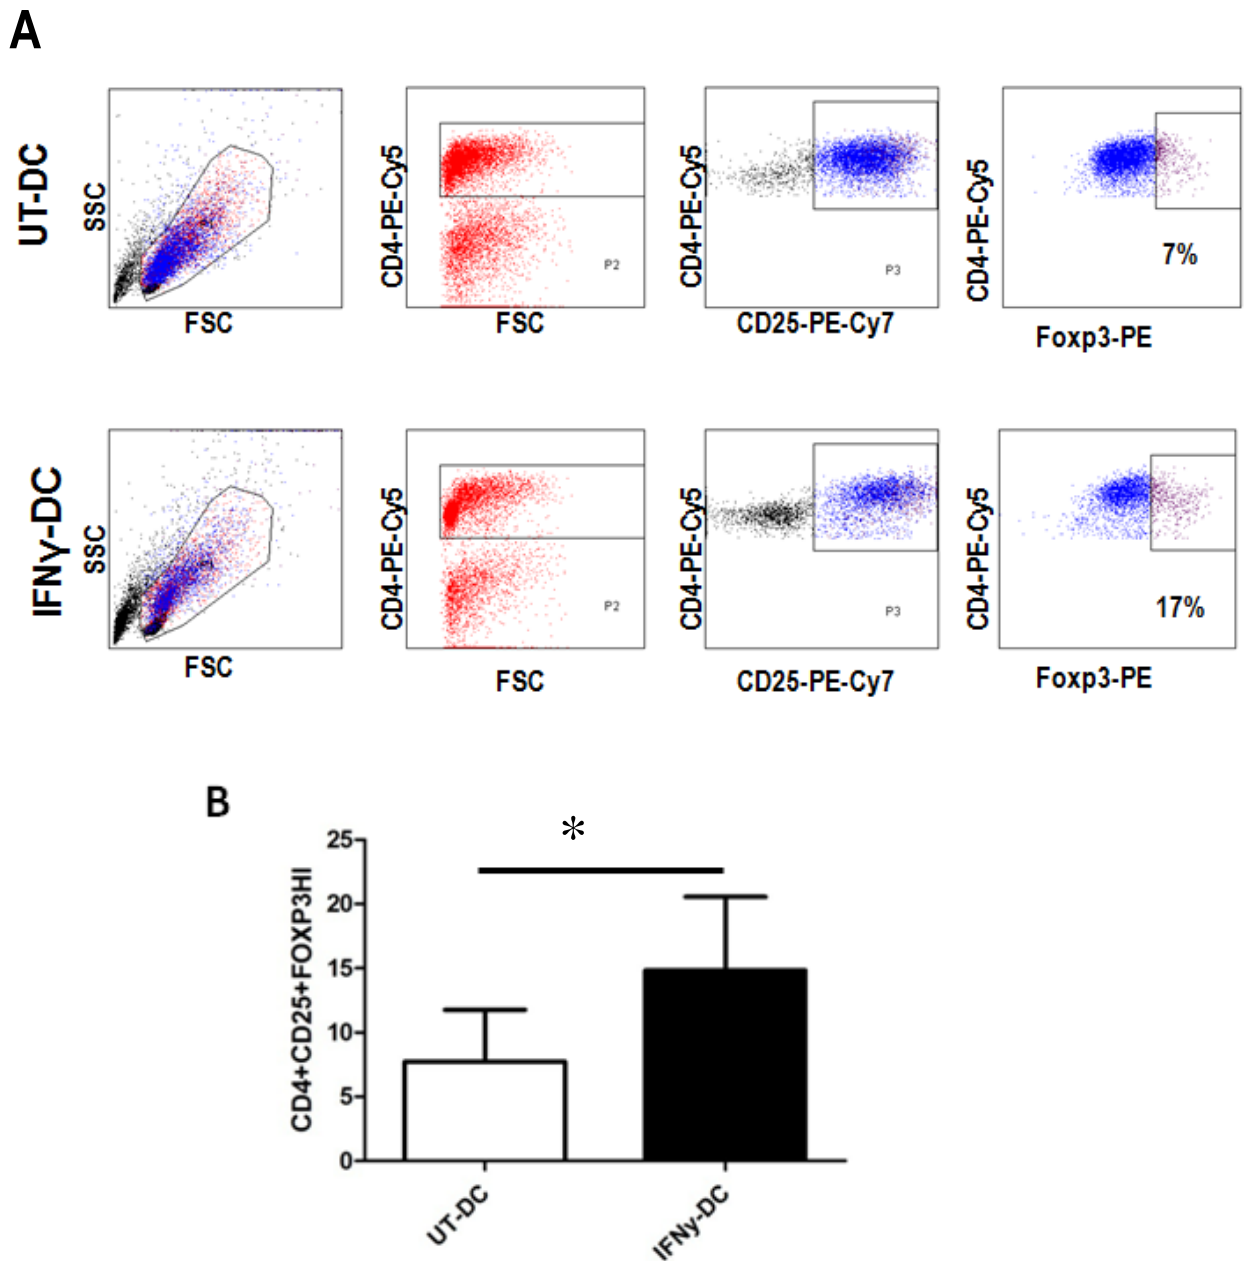 A
UT-DC
SSC
FSC
CD4-PE-Cy5
P2
FSC
CD4-PE-Cy5
P3
CD25-PE-Cy7
CD4-PE-Cy5
7%
Foxp3-PE
IFNγ-DC
SSC
FSC
CD4-PE-Cy5
P2
FSC
CD4-PE-Cy5
P3
CD25-PE-Cy7
CD4-PE-Cy5
17%
Foxp3-PE
B
*
CD4+CD25+FOXP3HI
25
20
15
10
5
0
UT-DC
IFNγ-DC